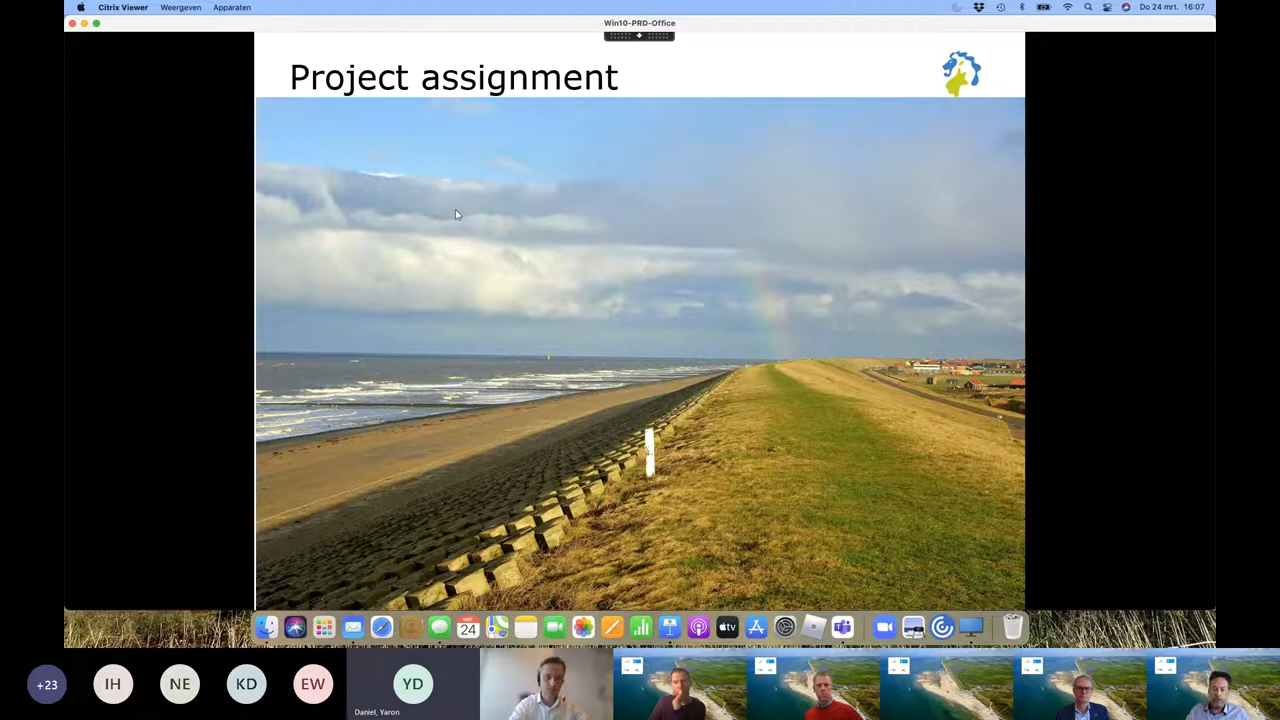 Citrix Viewer Weergeven Apparaten
Do 24 mrt. 16:07
Win10-PRD-Office
Project assignment
24
tv
+23
IH
NE
KD
EW
YD
Daniel, Yaron